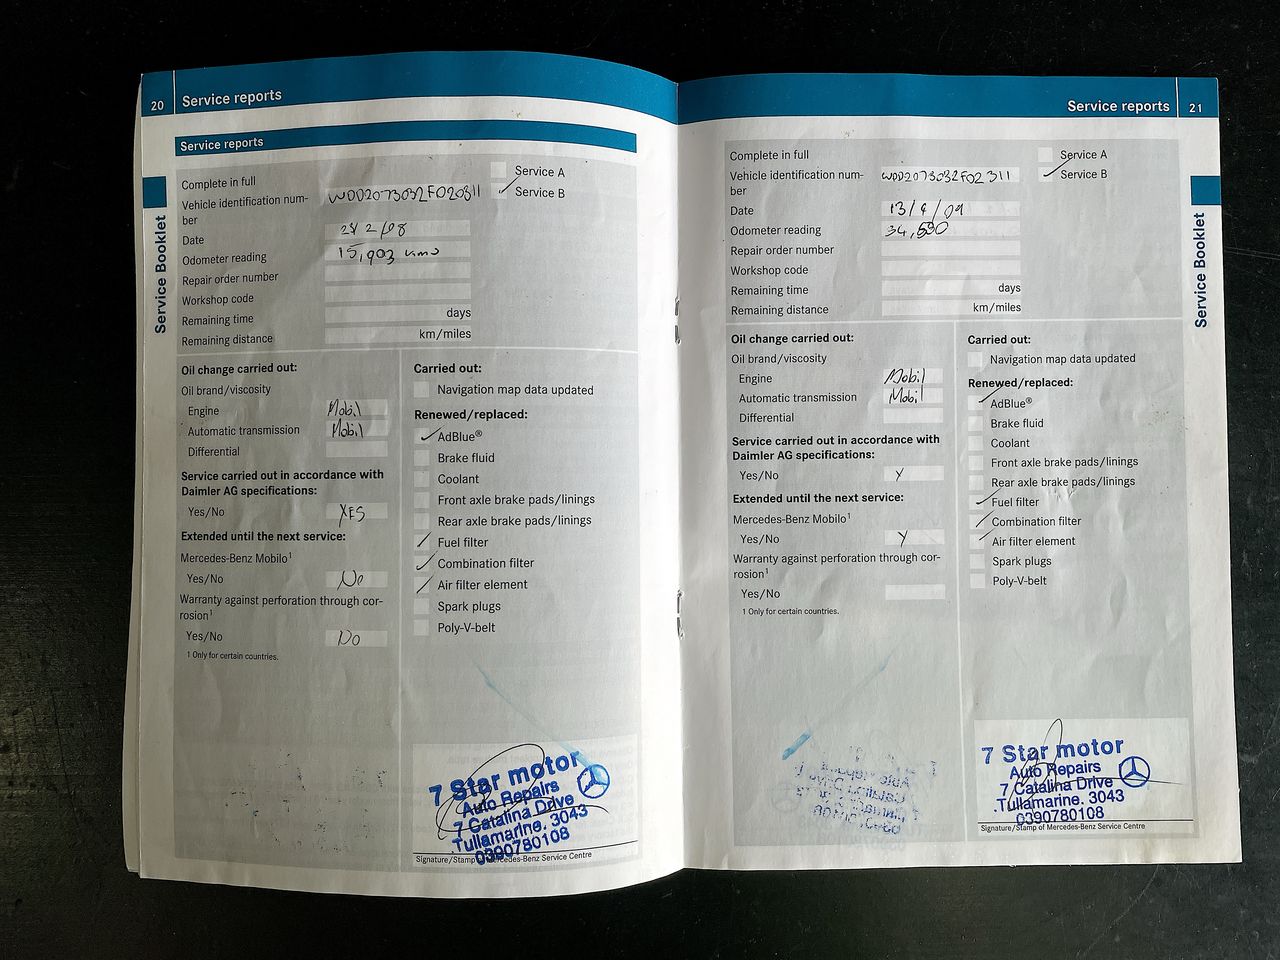 20 Service reports
Service reports
Complete in full
Service A
Vehicle identification num-
ber
WDD2073032F020311
Service B
Date 2/08
Odometer reading 15,903 kms
Repair order number
Workshop code
Remaining time days
Remaining distance km/miles
Service Booklet
Oil change carried out:
Oil brand/viscosity
Engine Mobil
Automatic transmission Mobil
Differential
Service carried out in accordance with
Daimler AG specifications:
Yes/No YES
Extended until the next service:
Mercedes-Benz Mobilo1
Yes/No No
Warranty against perforation through cor-
rosion1
Yes/No No
1 Only for certain countries.
Carried out:
Navigation map data updated
Renewed/replaced:
AdBlue®
Brake fluid
Coolant
Front axle brake pads/linings
Rear axle brake pads/linings
Fuel filter
Combination filter
Air filter element
Spark plugs
Poly-V-belt
7 Star motor
Auto Repairs
7 Catalina Drive
Tullamarine. 3043
0390780108
Signature/Stamp of Mercedes-Benz Service Centre
Service reports 21
Complete in full
Service A
Vehicle identification num-
ber
WDD2073032F02311
Service B
Date 13/9/09
Odometer reading 34,530
Repair order number
Workshop code
Remaining time days
Remaining distance km/miles
Service Booklet
Oil change carried out:
Oil brand/viscosity
Engine Mobil
Automatic transmission Mobil
Differential
Service carried out in accordance with
Daimler AG specifications:
Yes/No Y
Extended until the next service:
Mercedes-Benz Mobilo1
Yes/No Y
Warranty against perforation through cor-
rosion1
Yes/No
1 Only for certain countries.
Carried out:
Navigation map data updated
Renewed/replaced:
AdBlue®
Brake fluid
Coolant
Front axle brake pads/linings
Rear axle brake pads/linings
Fuel filter
Combination filter
Air filter element
Spark plugs
Poly-V-belt
7 Star motor
Auto Repairs
7 Catalina Drive
Tullamarine. 3043
0390780108
Signature/Stamp of Mercedes-Benz Service Centre